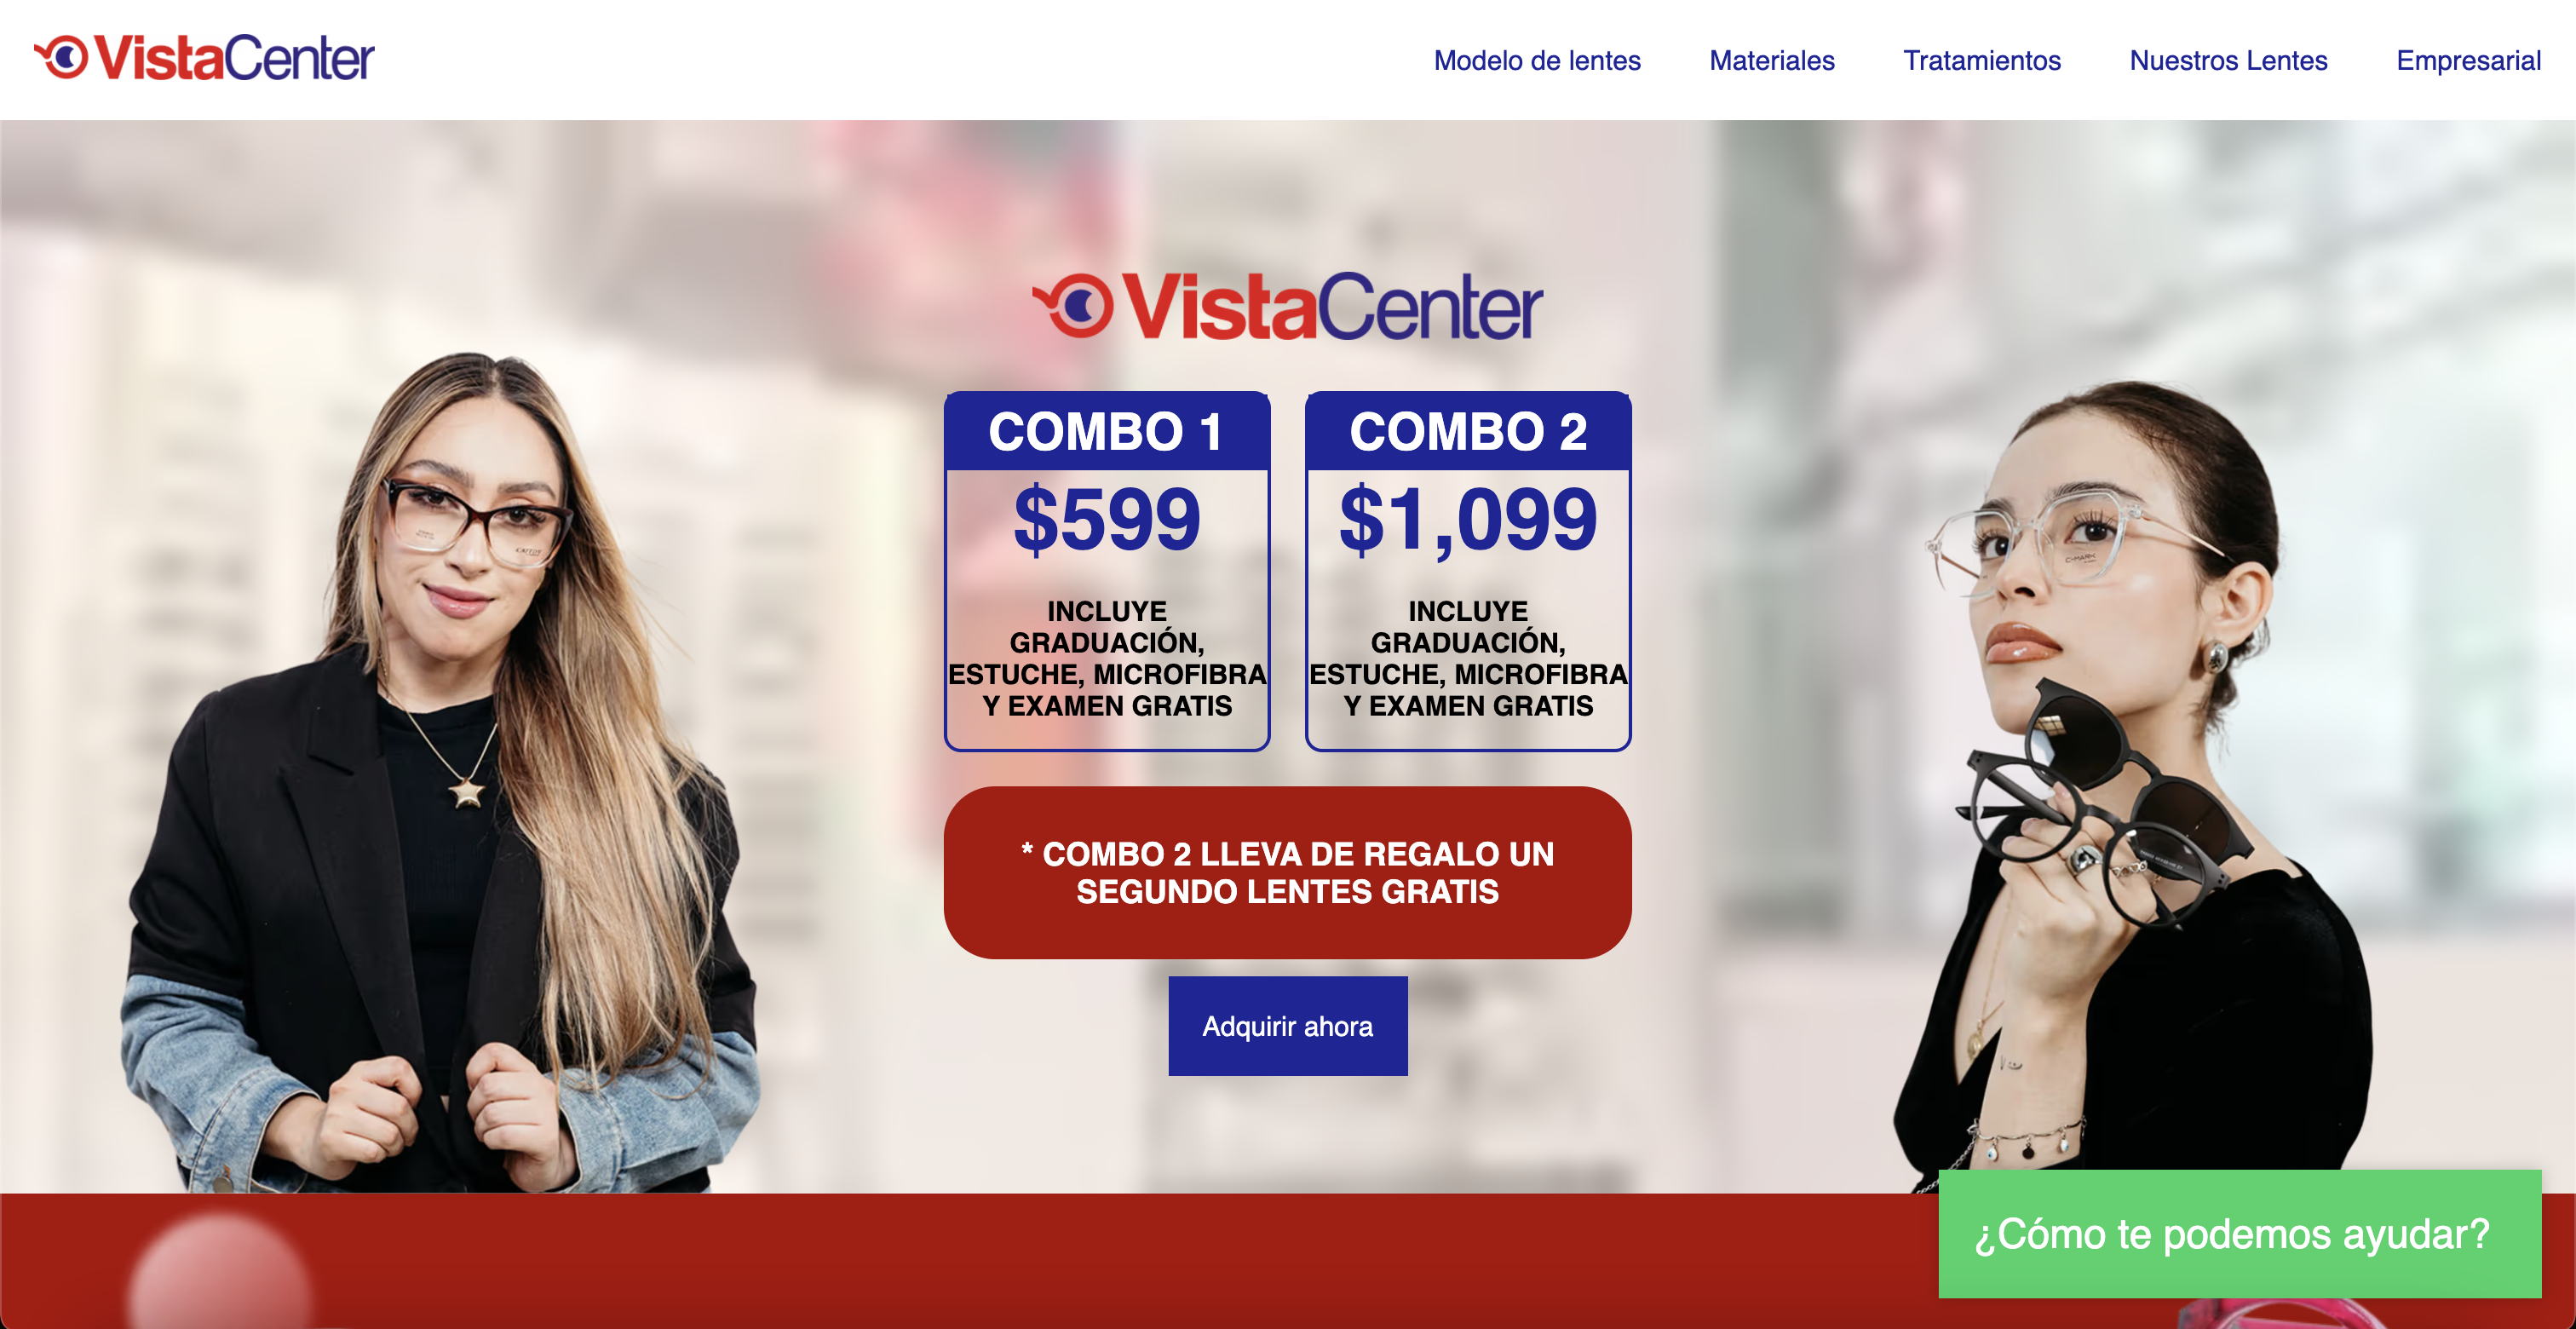 VistaCenter
Modelo de lentes
Materiales
Tratamientos
Nuestros Lentes
Empresarial
VistaCenter
COMBO 1
$599
INCLUYE
GRADUACIÓN,
ESTUCHE, MICROFIBRA
Y EXAMEN GRATIS
COMBO 2
$1,099
INCLUYE
GRADUACIÓN,
ESTUCHE, MICROFIBRA
Y EXAMEN GRATIS
* COMBO 2 LLEVA DE REGALO UN
SEGUNDO LENTES GRATIS
Adquirir ahora
¿Cómo te podemos ayudar?